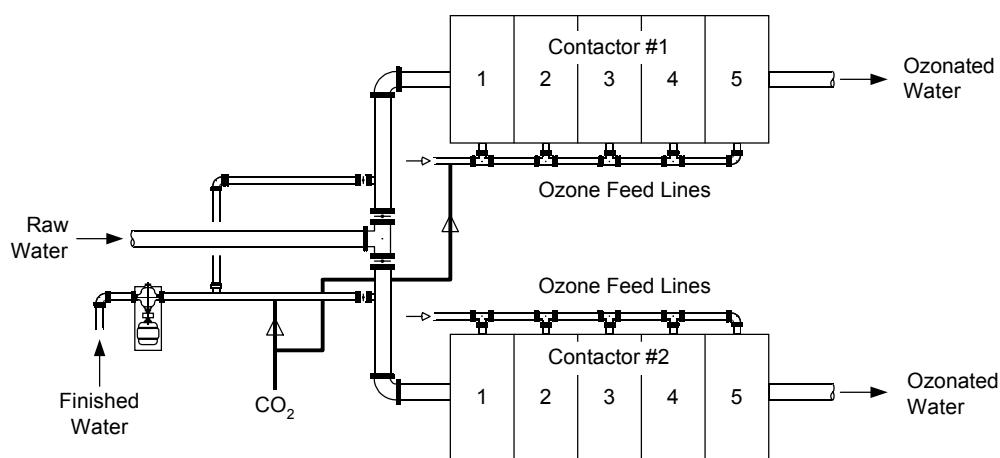 Contactor #1
1 2 3 4 5
Ozonated
Water
Ozone Feed Lines
Raw
Water
Ozone Feed Lines
Contactor #2
1 2 3 4 5
Ozonated
Water
Finished
Water
CO₂